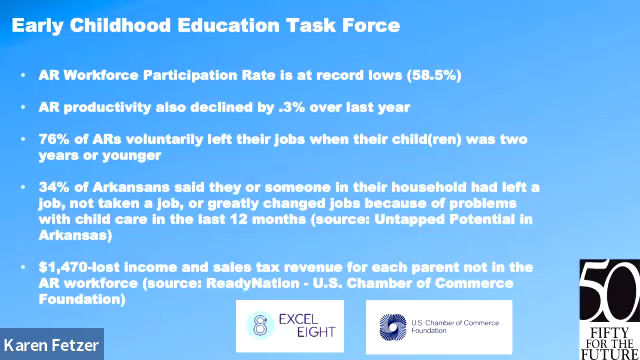 Early Childhood Education Task Force
• AR Workforce Participation Rate is at record lows (58.5%)
• AR productivity also declined by .3% over last year
• 76% of ARs voluntarily left their jobs when their child(ren) was two
years or younger
• 34% of Arkansans said they or someone in their household had left a
job, not taken a job, or greatly changed jobs because of problems
with child care in the last 12 months (source: Untapped Potential in
Arkansas)
• $1,470-lost income and sales tax revenue for each parent not in the
AR workforce (source: ReadyNation - U.S. Chamber of Commerce
Foundation)
EXCEL
EIGHT
U.S. Chamber of Commerce
Foundation
50
FIFTY
FOR THE
FUTURE
Karen Fetzer